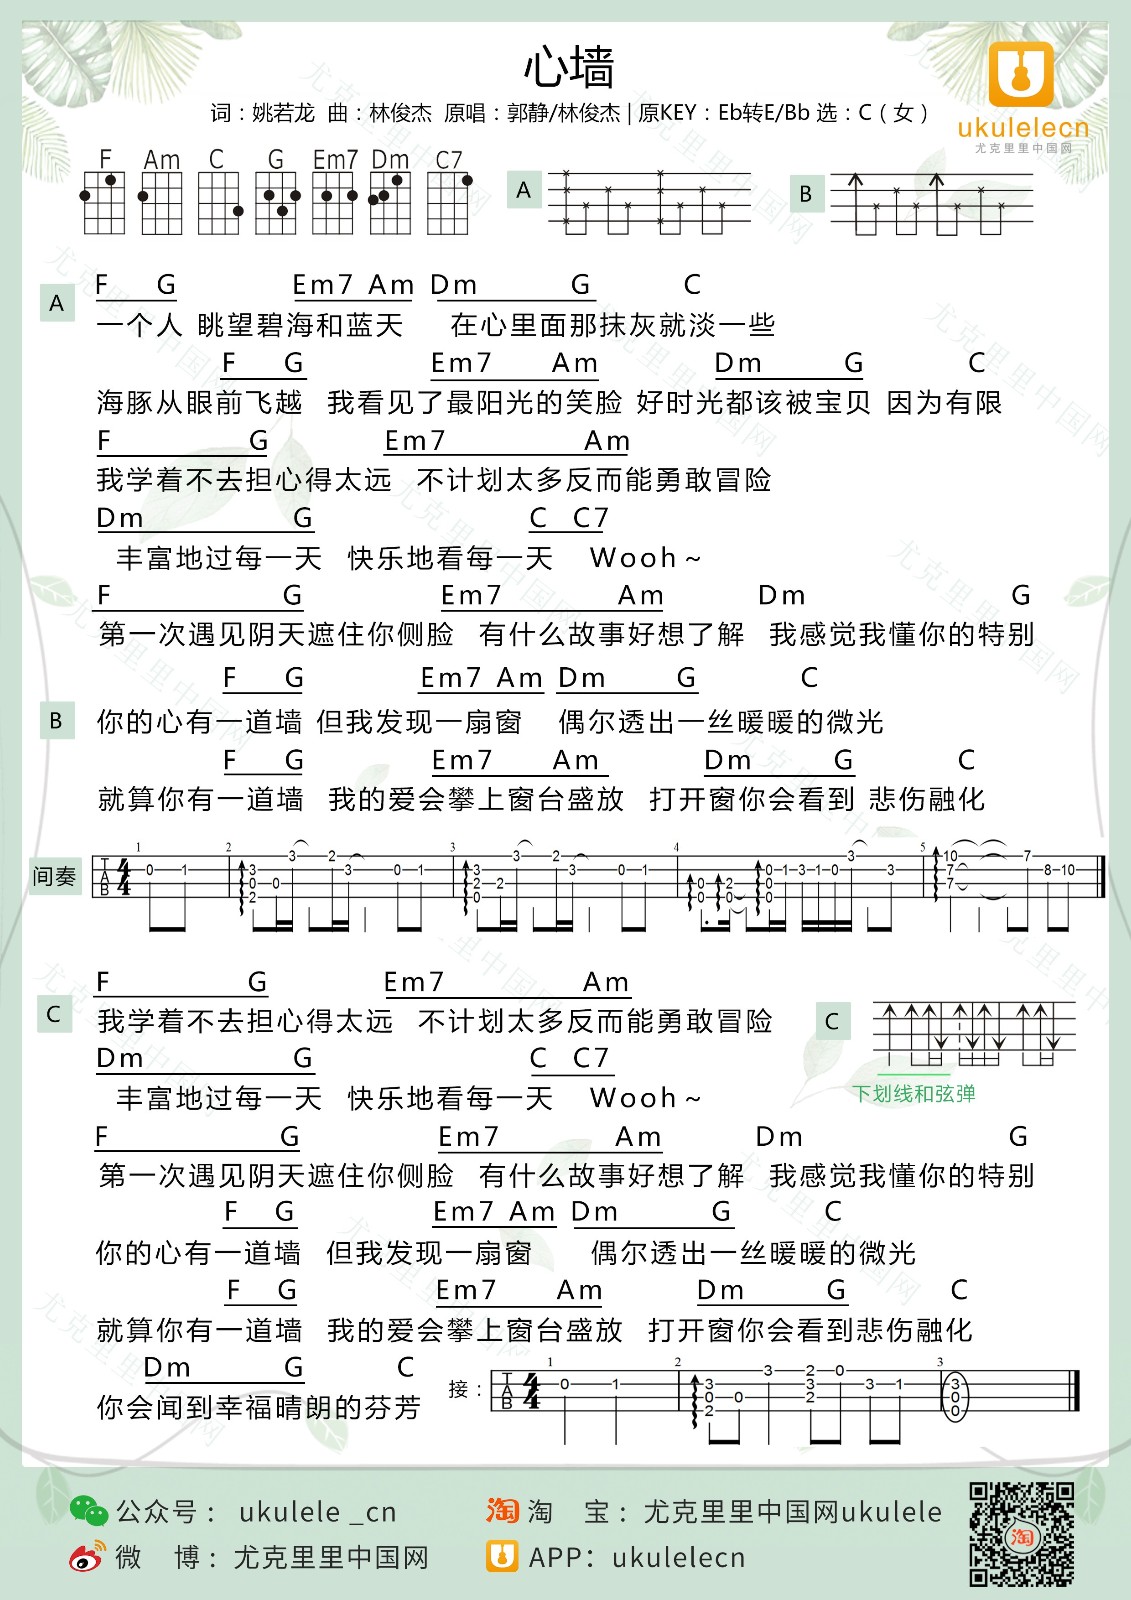 心墙
词：姚若龙 曲：林俊杰 原唱：郭静/林俊杰 | 原KEY：Eb转E/Bb 选：C（女）
ukulelecn
尤克里里中国网
F Am C G Em7 Dm C7
A
B
A
F G Em7 Am Dm G C
一个人 眺望碧海和蓝天 在心里面那抹灰就淡一些
F G Em7 Am Dm G C
海豚从眼前飞越 我看见了最阳光的笑脸 好时光都该被宝贝 因为有限
F G Em7 Am
我学着不去担心得太远 不计划太多反而能勇敢冒险
Dm G C C7
丰富地过每一天 快乐地看每一天 Wooh~
F G Em7 Am Dm G
第一次遇见阴天遮住你侧脸 有什么故事好想了解 我感觉我懂你的特别
B
F G Em7 Am Dm G C
你的心有一道墙 但我发现一扇窗 偶尔透出一丝暖暖的微光
F G Em7 Am Dm G C
就算你有一道墙 我的爱会攀上窗台盛放 打开窗你会看到 悲伤融化
间奏
1 2 3 4 5
T A B 4 4
3 3 2 3 3 2 3 10 7
0 1 3 0 3 0 1 3 2 3 0 1 0 1 3 1 0 3 7 8 10
C
F G Em7 Am
我学着不去担心得太远 不计划太多反而能勇敢冒险
C
下划线和弦弹
Dm G C C7
丰富地过每一天 快乐地看每一天 Wooh~
F G Em7 Am Dm G
第一次遇见阴天遮住你侧脸 有什么故事好想了解 我感觉我懂你的特别
F G Em7 Am Dm G C
你的心有一道墙 但我发现一扇窗 偶尔透出一丝暖暖的微光
F G Em7 Am Dm G C
就算你有一道墙 我的爱会攀上窗台盛放 打开窗你会看到悲伤融化
Dm G C
你会闻到幸福晴朗的芬芳
接：
1 2 3
T A B 4 4
3 2 0
0 1 3 3 3 1 3
0 0 2 0
2 0
公众号： ukulele _cn
淘 宝：尤克里里中国网ukulele
微 博：尤克里里中国网
APP：ukulelecn
淘